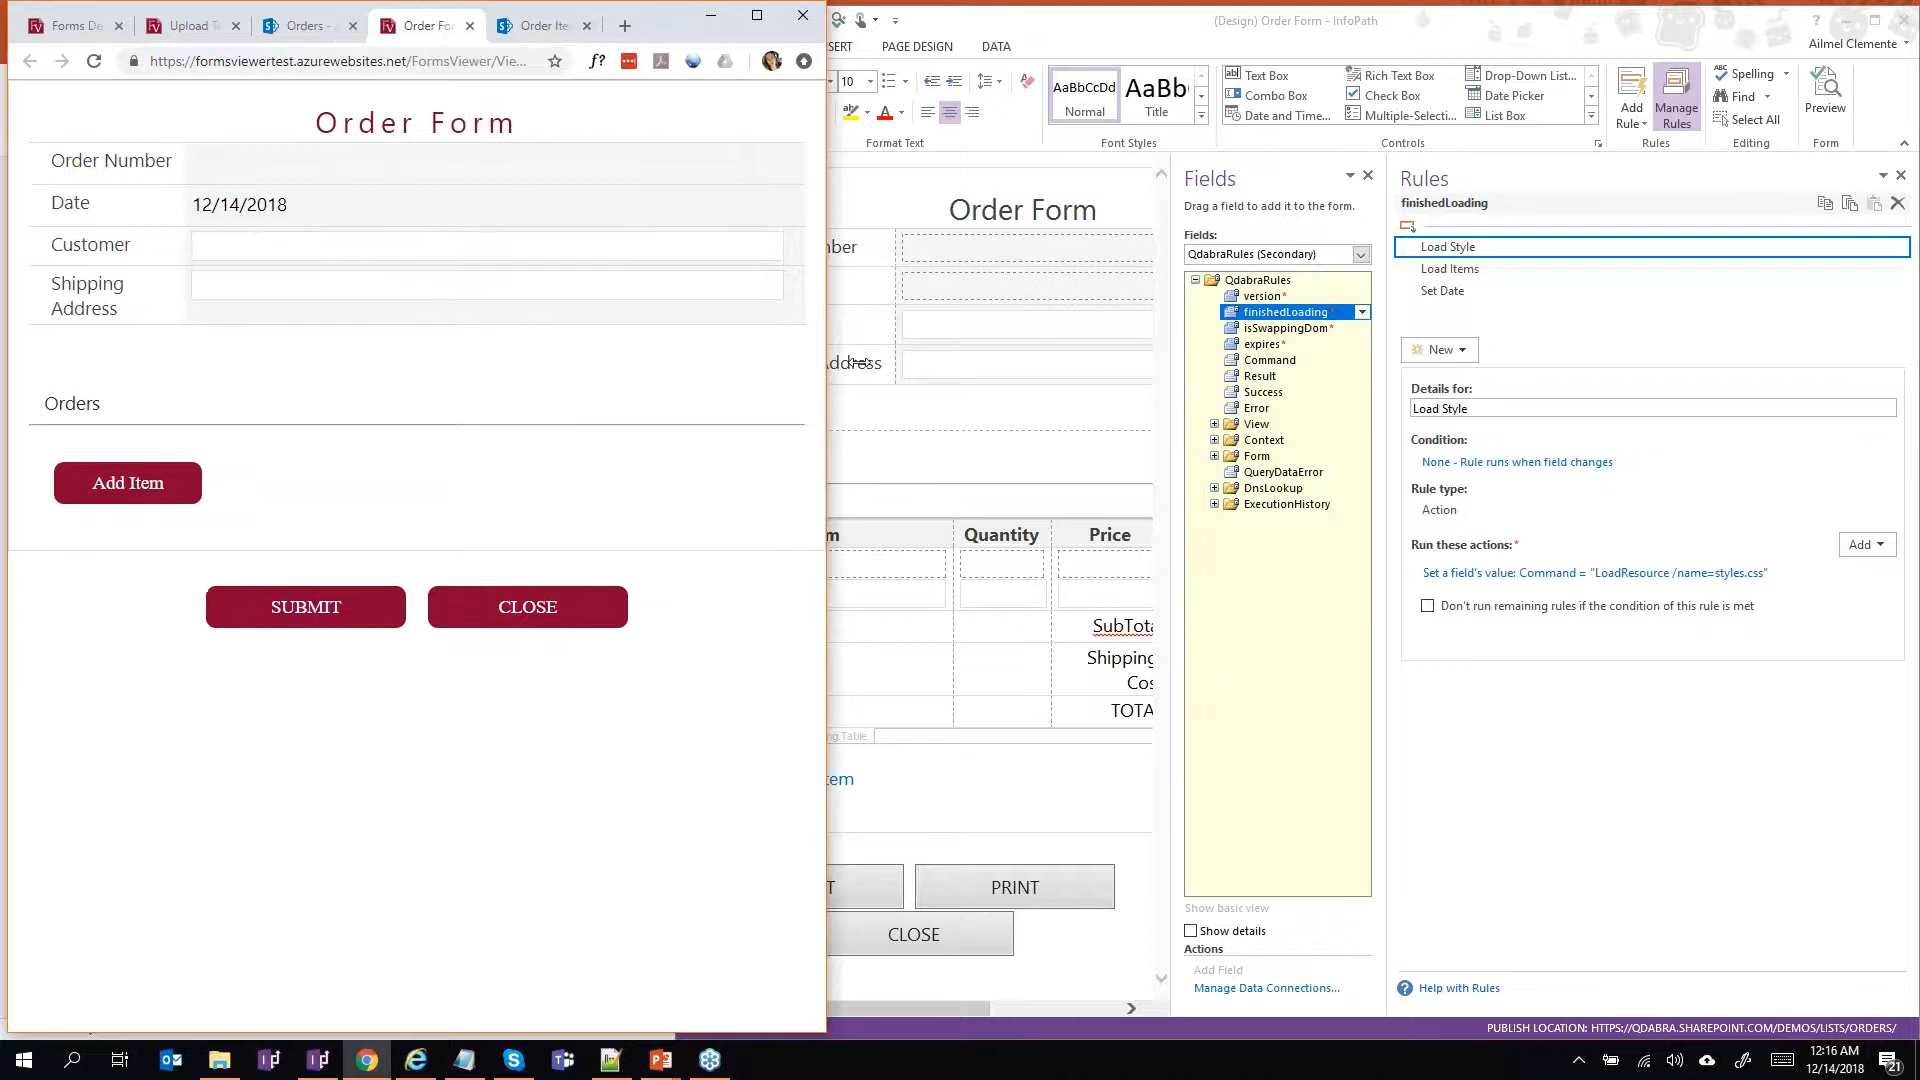 Forms De
Upload T
Orders -
Order For
Order Ite
https://formsviewertest.azurewebsites.net/FormsViewer/Vie...
Order Form
Order Number
Date
12/14/2018
Customer
Shipping
Address
Orders
Add Item
SUBMIT
CLOSE
(Design) Order Form - InfoPath
Ailmel Clemente
ERT
PAGE DESIGN
DATA
10
Format Text
AaBbCcDd
Normal
AaBb
Title
Font Styles
Text Box
Combo Box
Date and Time...
Rich Text Box
Check Box
Multiple-Selecti...
Drop-Down List...
Date Picker
List Box
Controls
Add
Rule
Manage
Rules
Rules
Spelling
Find
Select All
Editing
Preview
Form
Order Form
ber
ddress
m
Quantity
Price
SubTota
Shipping
Cos
TOTA
ng Table
tem
T
PRINT
CLOSE
Fields
Drag a field to add it to the form.
Fields:
QdabraRules (Secondary)
QdabraRules
version*
finishedLoading*
isSwappingDom*
expires*
Command
Result
Success
Error
View
Context
Form
QueryDataError
DnsLookup
ExecutionHistory
Show basic view
Show details
Actions
Add Field
Manage Data Connections...
Rules
finishedLoading
Load Style
Load Items
Set Date
New
Details for:
Load Style
Condition:
None - Rule runs when field changes
Rule type:
Action
Run these actions:*
Add
Set a field's value: Command = "LoadResource /name=styles.css"
Don't run remaining rules if the condition of this rule is met
Help with Rules
PUBLISH LOCATION: HTTPS://QDABRA.SHAREPOINT.COM/DEMOS/LISTS/ORDERS/
12:16 AM
12/14/2018
21